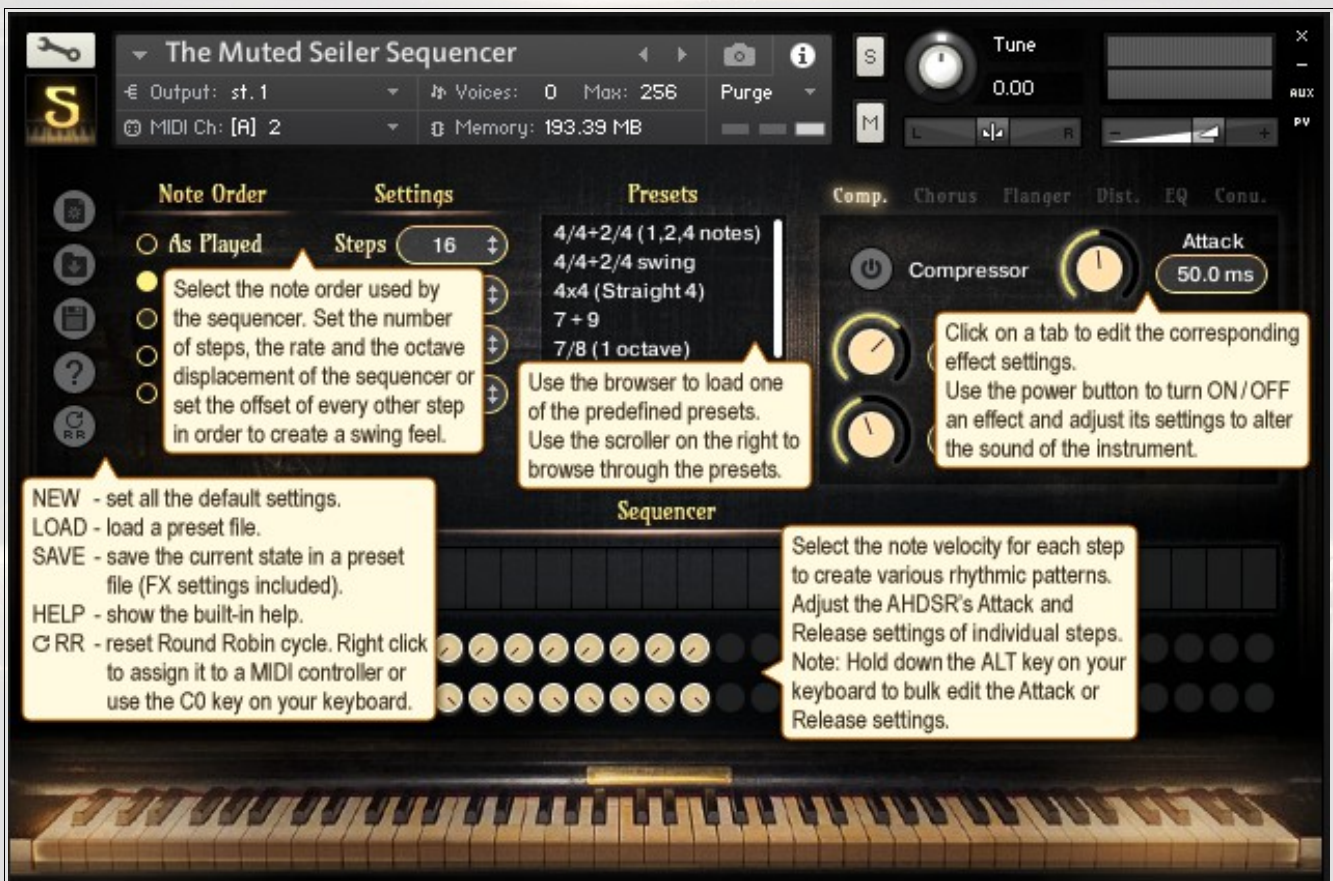 The Muted Seiler Sequencer
Output: st. 1
Voices: 0 Max: 256
Purge
MIDI Ch: [A] 2
Memory: 193.39 MB
S
S
M
Tune
0.00
L
R
-
+
×
–
AUX
PV
Note Order
Settings
As Played
Steps
16
Select the note order used by
the sequencer. Set the number
of steps, the rate and the octave
displacement of the sequencer or
set the offset of every other step
in order to create a swing feel.
Presets
4/4+2/4 (1,2,4 notes)
4/4+2/4 swing
4x4 (Straight 4)
7 + 9
7/8 (1 octave)
Use the browser to load one
of the predefined presets.
Use the scroller on the right to
browse through the presets.
Comp. Chorus Flanger Dist. EQ Conv.
Compressor
Attack
50.0 ms
Click on a tab to edit the corresponding
effect settings.
Use the power button to turn ON / OFF
an effect and adjust its settings to alter
the sound of the instrument.
?
RR
NEW - set all the default settings.
LOAD - load a preset file.
SAVE - save the current state in a preset
file (FX settings included).
HELP - show the built-in help.
RR - reset Round Robin cycle. Right click
to assign it to a MIDI controller or
use the C0 key on your keyboard.
Sequencer
Select the note velocity for each step
to create various rhythmic patterns.
Adjust the AHDSR's Attack and
Release settings of individual steps.
Note: Hold down the ALT key on your
keyboard to bulk edit the Attack or
Release settings.